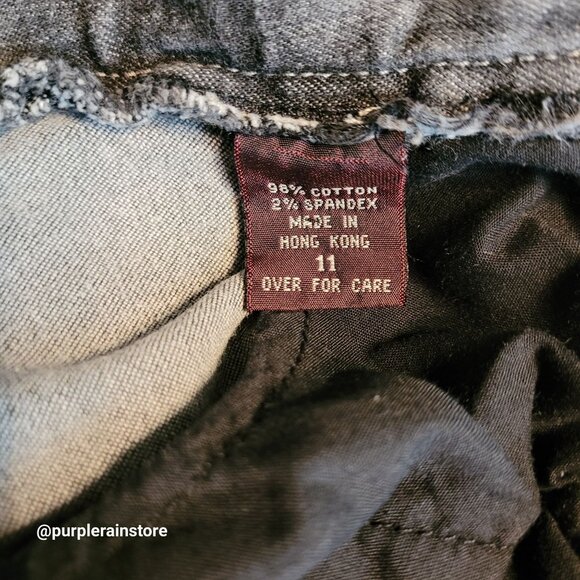 98% COTTON
2% SPANDEX
MADE IN
HONG KONG
11
OVER FOR CARE
@purplerainstore